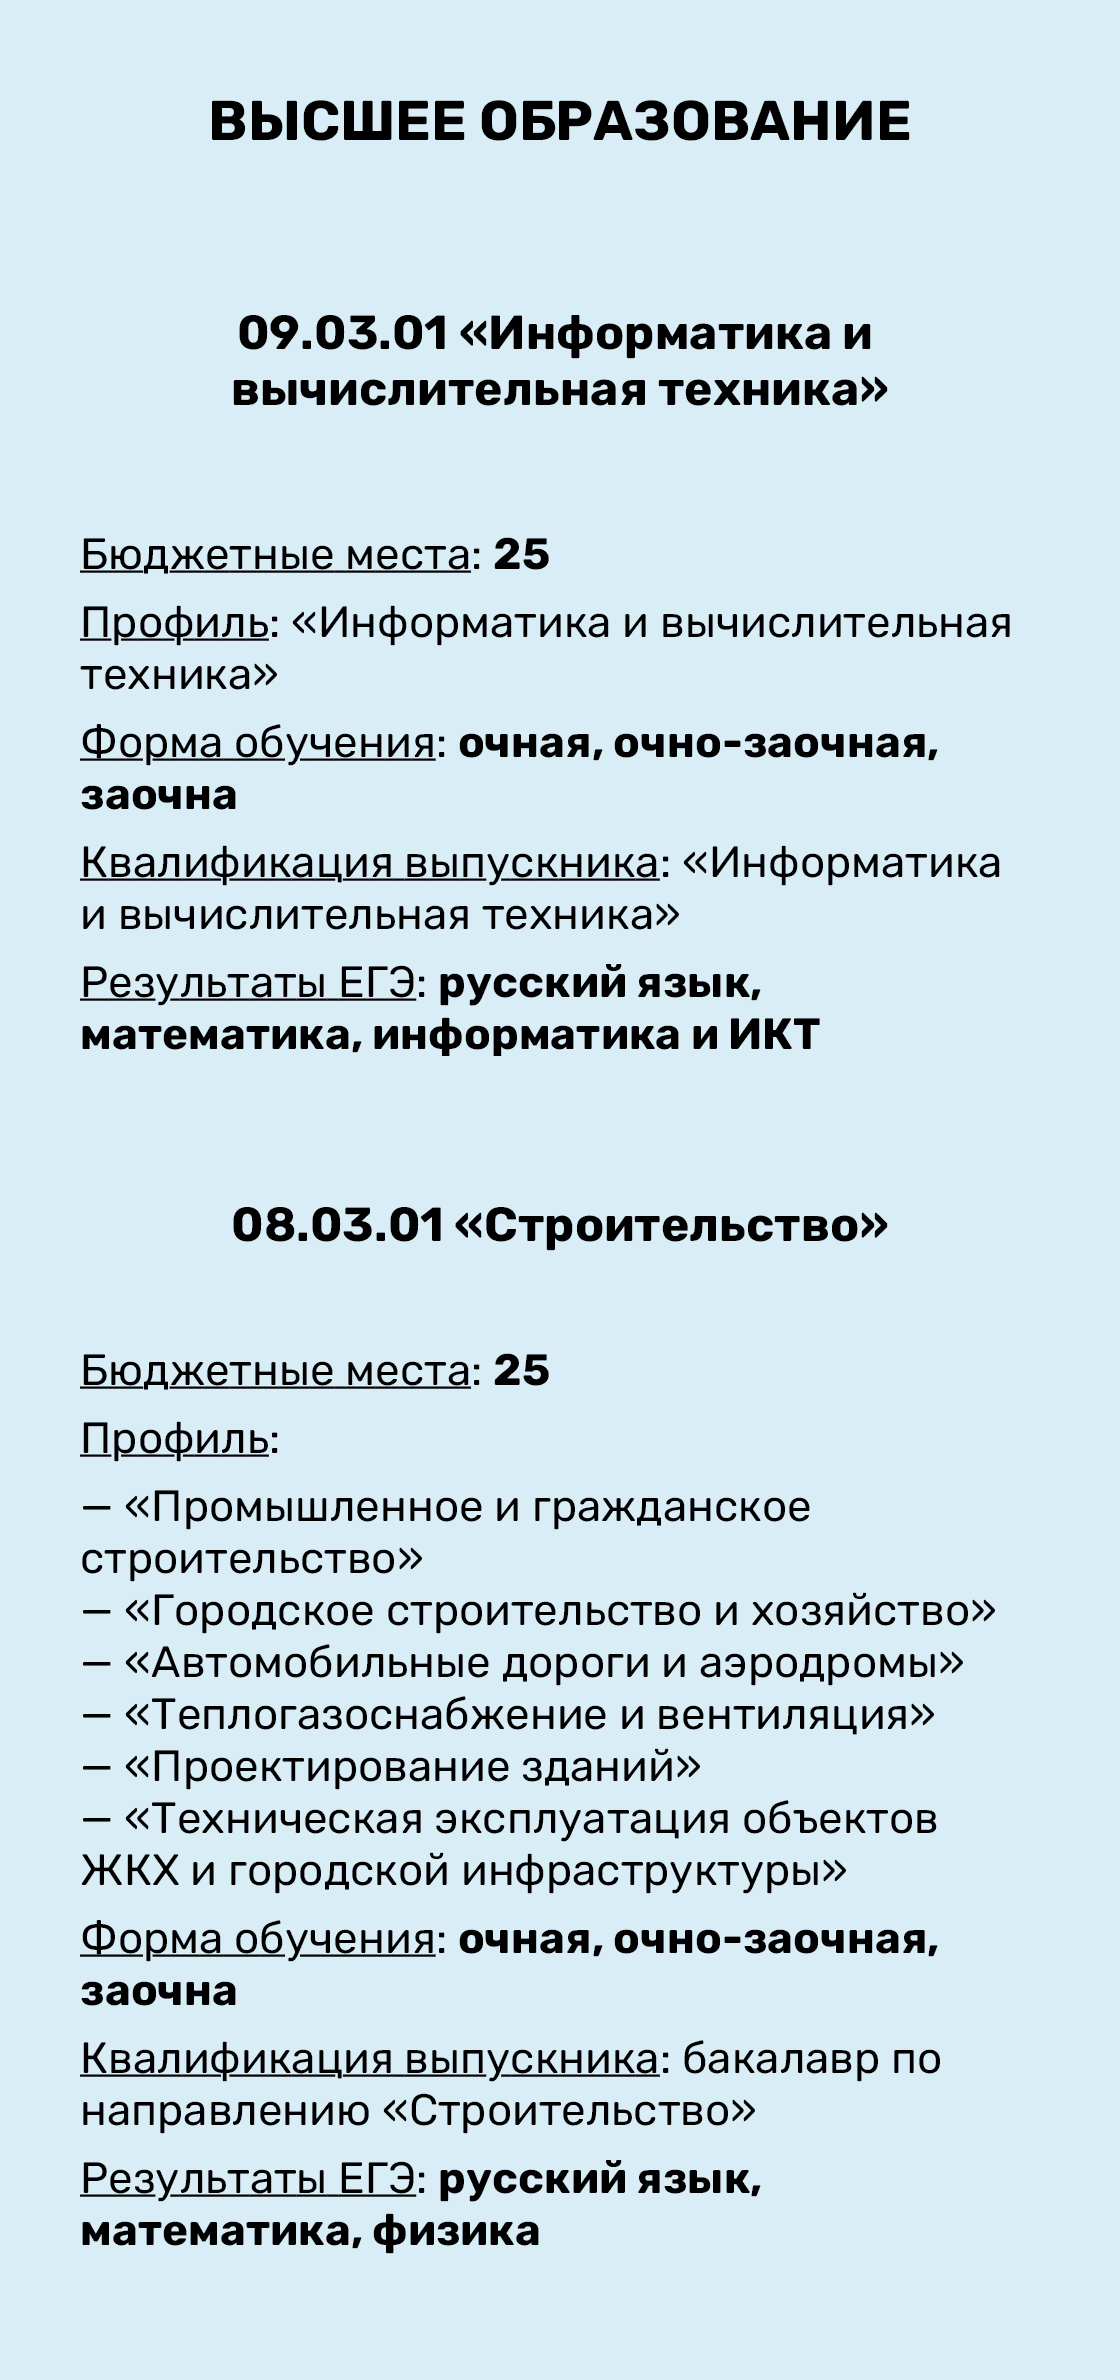 ВЫСШЕЕ ОБРАЗОВАНИЕ
09.03.01 «Информатика и
вычислительная техника»
Бюджетные места: 25
Профиль: «Информатика и вычислительная
техника»
Форма обучения: очная, очно-заочная,
заочна
Квалификация выпускника: «Информатика
и вычислительная техника»
Результаты ЕГЭ: русский язык,
математика, информатика и ИКТ
08.03.01 «Строительство»
Бюджетные места: 25
Профиль:
— «Промышленное и гражданское
строительство»
— «Городское строительство и хозяйство»
— «Автомобильные дороги и аэродромы»
— «Теплогазоснабжение и вентиляция»
— «Проектирование зданий»
— «Техническая эксплуатация объектов
ЖКХ и городской инфраструктуры»
Форма обучения: очная, очно-заочная,
заочна
Квалификация выпускника: бакалавр по
направлению «Строительство»
Результаты ЕГЭ: русский язык,
математика, физика